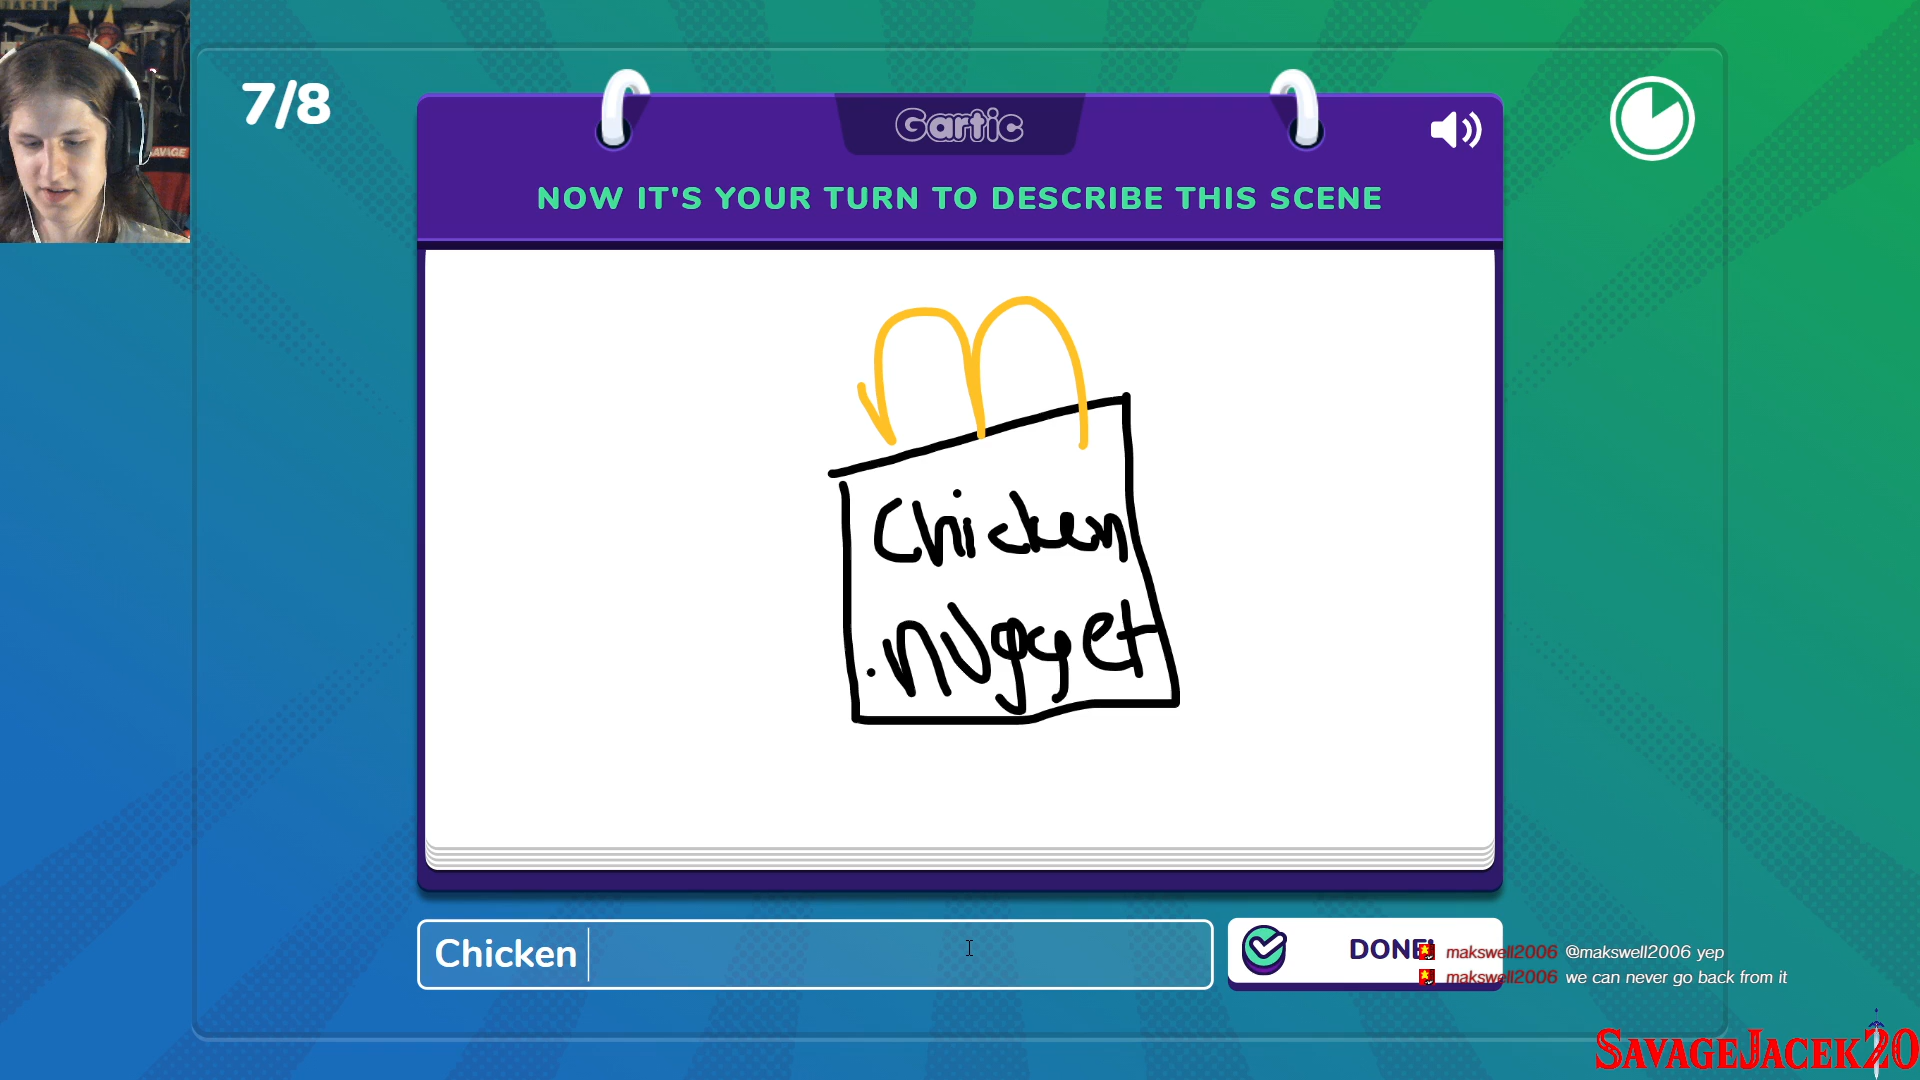 7/8
Gartic
NOW IT'S YOUR TURN TO DESCRIBE THIS SCENE
Chicken
nugget
Chicken
DONE!
makswell2006 @makswell2006 yep
makswell2006 we can never go back from it
SAVAGEJACEK20
SAVAGE